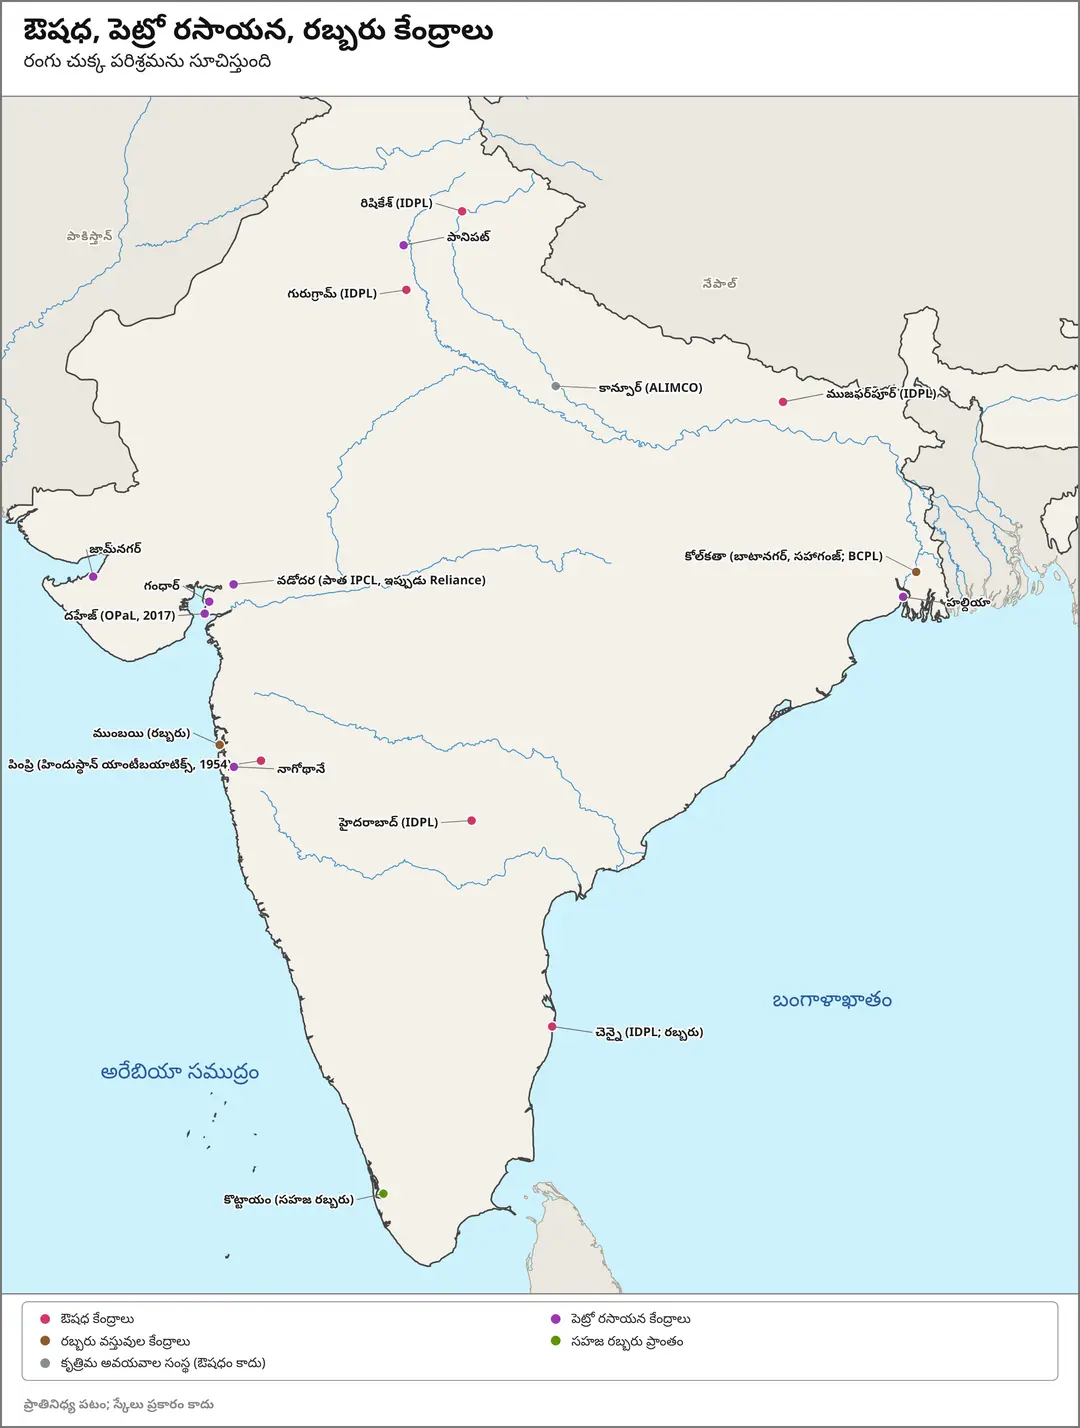 ఔషధ, పెట్రో రసాయన, రబ్బరు కేంద్రాలు
రంగు చుక్క పరిశ్రమను సూచిస్తుంది
రిషికేశ్ (IDPL)
పాకిస్తాన్
పానిపట్
నేపాల్
గురుగ్రామ్ (IDPL)
కాన్పూర్ (ALIMCO)
ముజఫర్‌పూర్ (IDPL)
జామ్‌నగర్
కోల్‌కతా (బాటానగర్, సహాగంజ్; BCPL)
గంధార్
వడోదర (పాత IPCL, ఇప్పుడు Reliance)
హల్దియా
దహేజ్ (OPaL, 2017)
ముంబయి (రబ్బరు)
పింప్రి (హిందుస్థాన్ యాంటీబయాటిక్స్, 1954)
నాగోథానే
హైదరాబాద్ (IDPL)
బంగాళాఖాతం
చెన్నై (IDPL; రబ్బరు)
అరేబియా సముద్రం
కొట్టాయం (సహజ రబ్బరు)
ఔషధ కేంద్రాలు
పెట్రో రసాయన కేంద్రాలు
రబ్బరు వస్తువుల కేంద్రాలు
సహజ రబ్బరు ప్రాంతం
కృత్రిమ అవయవాల సంస్థ (ఔషధం కాదు)
ప్రాతినిధ్య పటం; స్కేలు ప్రకారం కాదు